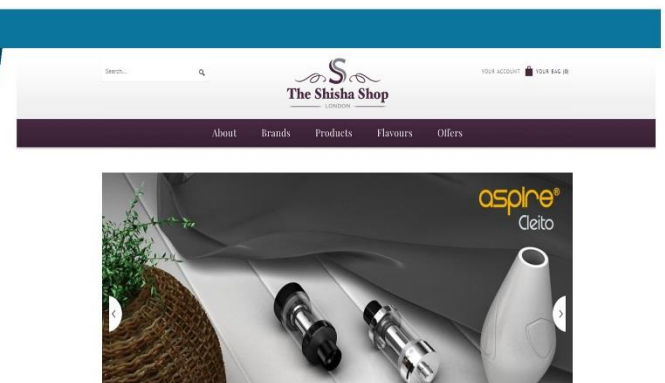 Search...
S
The Shisha Shop
LONDON
YOUR ACCOUNT YOUR BAG (0)
About Brands Products Flavours Offers
aspire®
Cleito